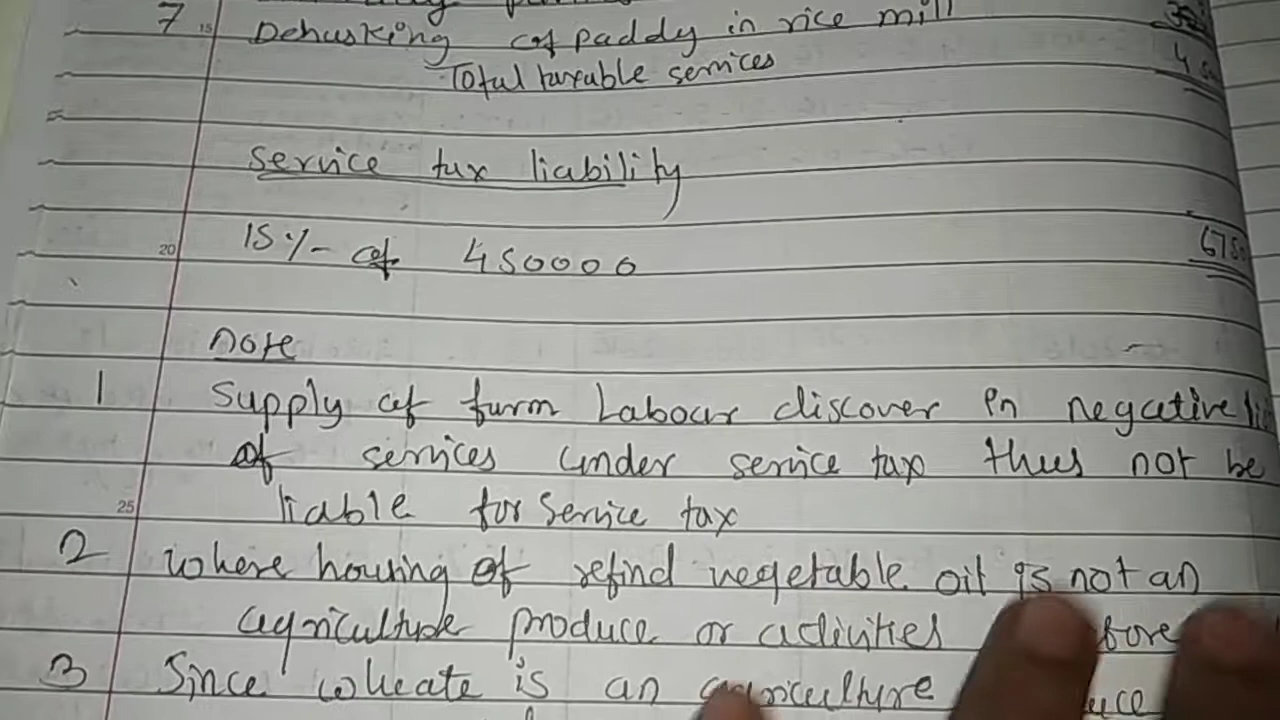 7 15 Dehusking of paddy in rice mill
Total taxable services
service tax liability
20 15 %- of 450000 6750
Note
1 Supply of farm Labour discover in negative
of services under service tax thus not be
25 liable for Service tax
2 Where housing of refind vegetable oil is not an
agriculture produce or activities
3 Since wheate is an agriculture